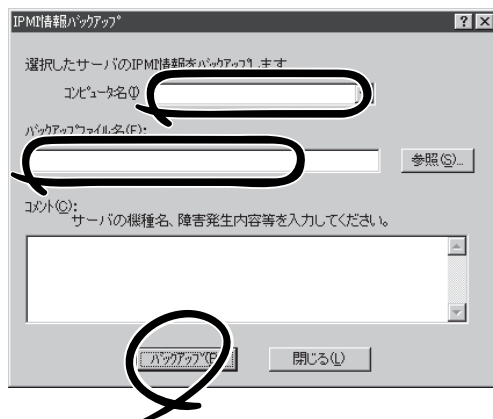 IPMI情報ﾊﾞｯｸｱｯﾌﾟ
選択したサーバのIPMI情報をﾊﾞｯｸｱｯﾌﾟします
ｺﾝﾋﾟｭｰﾀ名(I)
ﾊﾞｯｸｱｯﾌﾟﾌｧｲﾙ名(F):
参照(S)...
ｺﾒﾝﾄ(C):
サーバの機種名、障害発生内容等を入力してください。
ﾊﾞｯｸｱｯﾌﾟ(P)
閉じる(L)